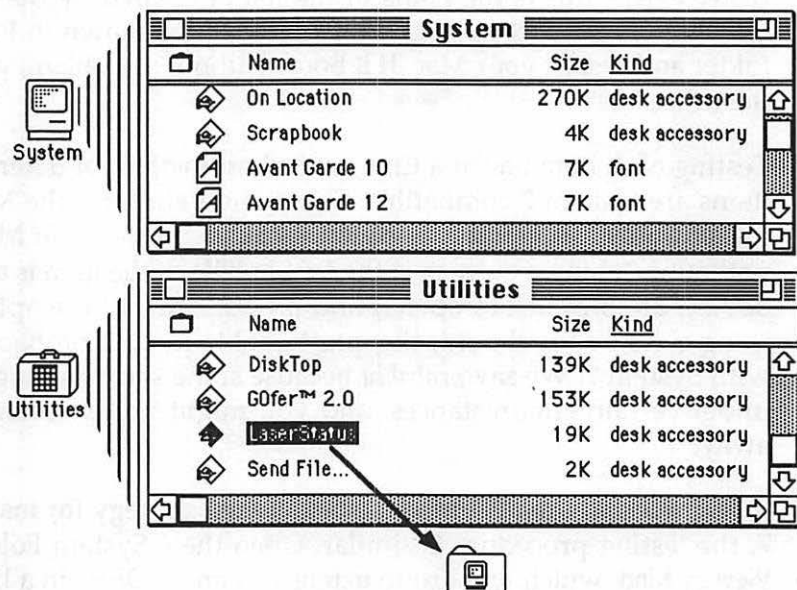 System
Name Size Kind
On Location 270K desk accessory
Scrapbook 4K desk accessory
Avant Garde 10 7K font
Avant Garde 12 7K font
System
Utilities
Name Size Kind
DiskTop 139K desk accessory
GOfer™ 2.0 153K desk accessory
LaserStatus 19K desk accessory
Send File... 2K desk accessory
Utilities